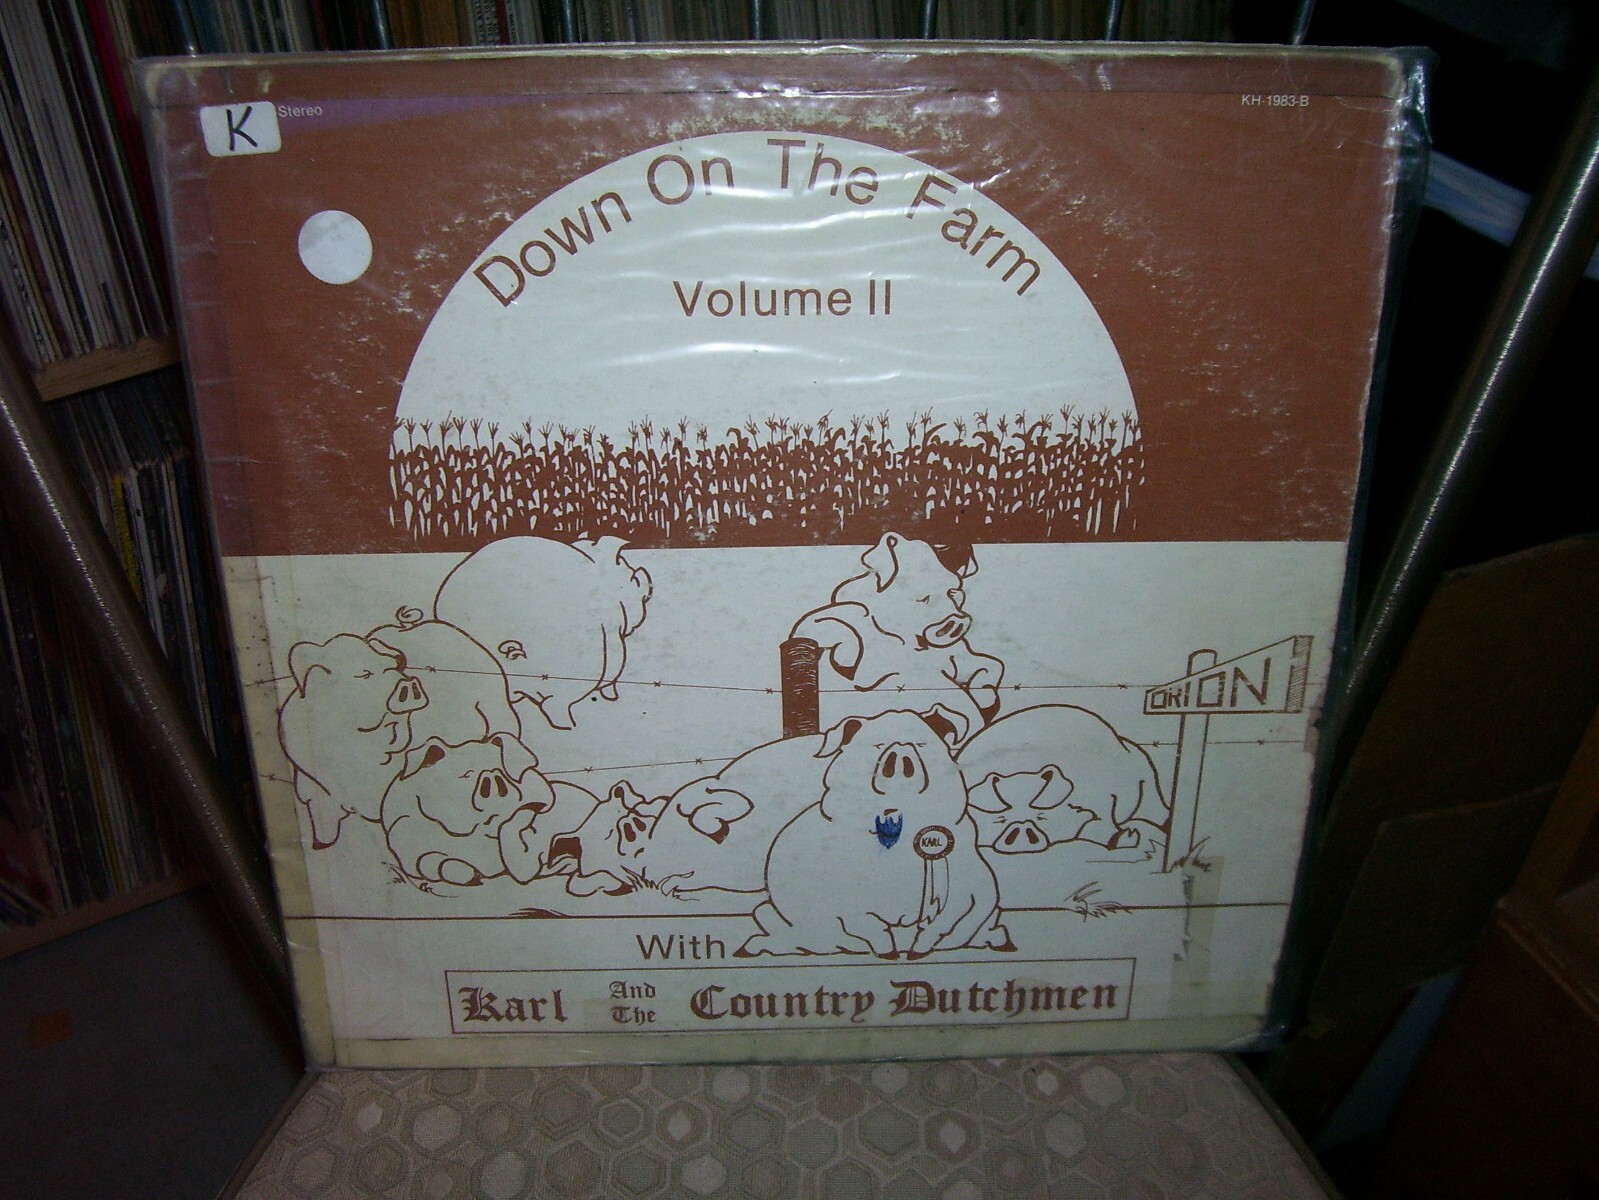 K
Stereo
KH-1983-B
Down On The Farm
Volume II
ORION
KARL
With
Karl And The Country Dutchmen